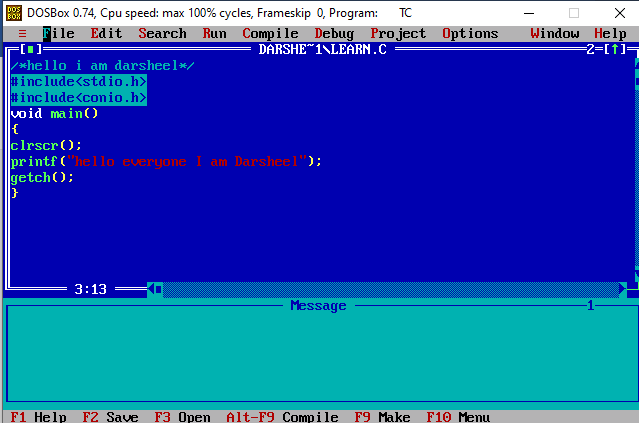 DOSBox 0.74, Cpu speed: max 100% cycles, Frameskip 0, Program: TC
≡ File Edit Search Run Compile Debug Project Options Window Help
[■] DARSHE~1\LEARN.C 2=[↑]
/*hello i am darsheel*/
#include<stdio.h>
#include<conio.h>
void main()
{
clrscr();
printf("hello everyone I am Darsheel");
getch();
}
3:13
Message 1
F1 Help F2 Save F3 Open Alt-F9 Compile F9 Make F10 Menu